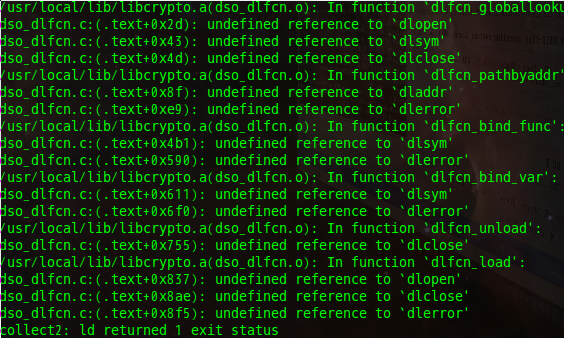 /usr/local/lib/libcrypto.a(dso_dlfcn.o): In function `dlfcn_globallooku
dso_dlfcn.c:(.text+0x2d): undefined reference to `dlopen'
dso_dlfcn.c:(.text+0x43): undefined reference to `dlsym'
dso_dlfcn.c:(.text+0x4d): undefined reference to `dlclose'
/usr/local/lib/libcrypto.a(dso_dlfcn.o): In function `dlfcn_pathbyaddr'
dso_dlfcn.c:(.text+0x8f): undefined reference to `dladdr'
dso_dlfcn.c:(.text+0xe9): undefined reference to `dlerror'
/usr/local/lib/libcrypto.a(dso_dlfcn.o): In function `dlfcn_bind_func':
dso_dlfcn.c:(.text+0x4b1): undefined reference to `dlsym'
dso_dlfcn.c:(.text+0x590): undefined reference to `dlerror'
/usr/local/lib/libcrypto.a(dso_dlfcn.o): In function `dlfcn_bind_var':
dso_dlfcn.c:(.text+0x611): undefined reference to `dlsym'
dso_dlfcn.c:(.text+0x6f0): undefined reference to `dlerror'
/usr/local/lib/libcrypto.a(dso_dlfcn.o): In function `dlfcn_unload':
dso_dlfcn.c:(.text+0x755): undefined reference to `dlclose'
/usr/local/lib/libcrypto.a(dso_dlfcn.o): In function `dlfcn_load':
dso_dlfcn.c:(.text+0x837): undefined reference to `dlopen'
dso_dlfcn.c:(.text+0x8ae): undefined reference to `dlclose'
dso_dlfcn.c:(.text+0x8f5): undefined reference to `dlerror'
collect2: ld returned 1 exit status